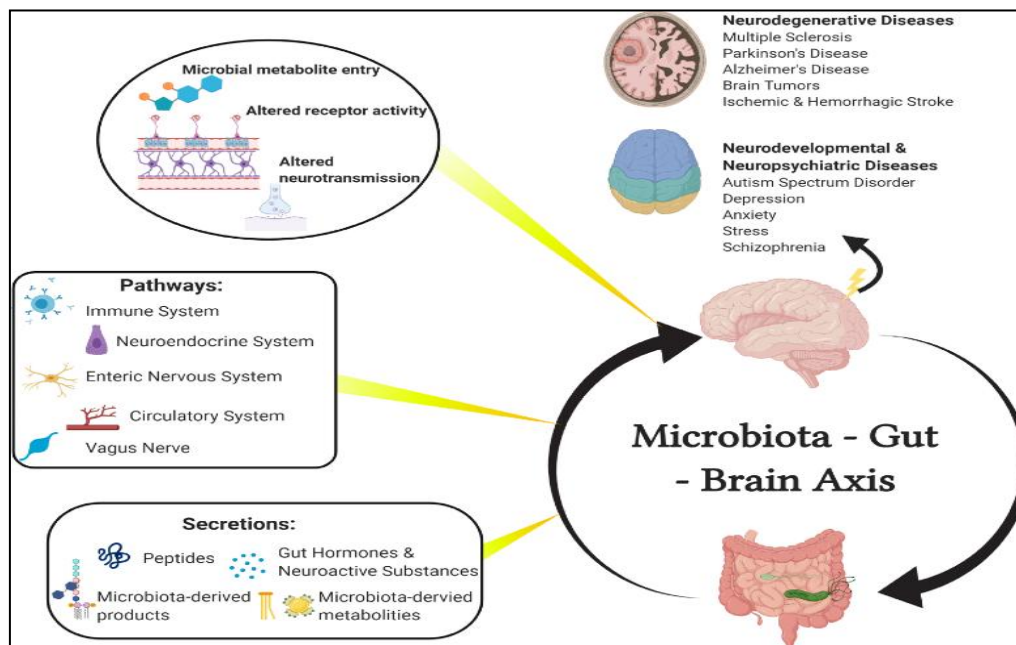 Microbial metabolite entry
Altered receptor activity
Altered
neurotransmission
Neurodegenerative Diseases
Multiple Sclerosis
Parkinson's Disease
Alzheimer's Disease
Brain Tumors
Ischemic & Hemorrhagic Stroke
Neurodevelopmental &
Neuropsychiatric Diseases
Autism Spectrum Disorder
Depression
Anxiety
Stress
Schizophrenia
Pathways:
Immune System
Neuroendocrine System
Enteric Nervous System
Circulatory System
Vagus Nerve
Microbiota - Gut
- Brain Axis
Secretions:
Peptides
Gut Hormones &
Neuroactive Substances
Microbiota-derived
products
Microbiota-dervied
metabolities